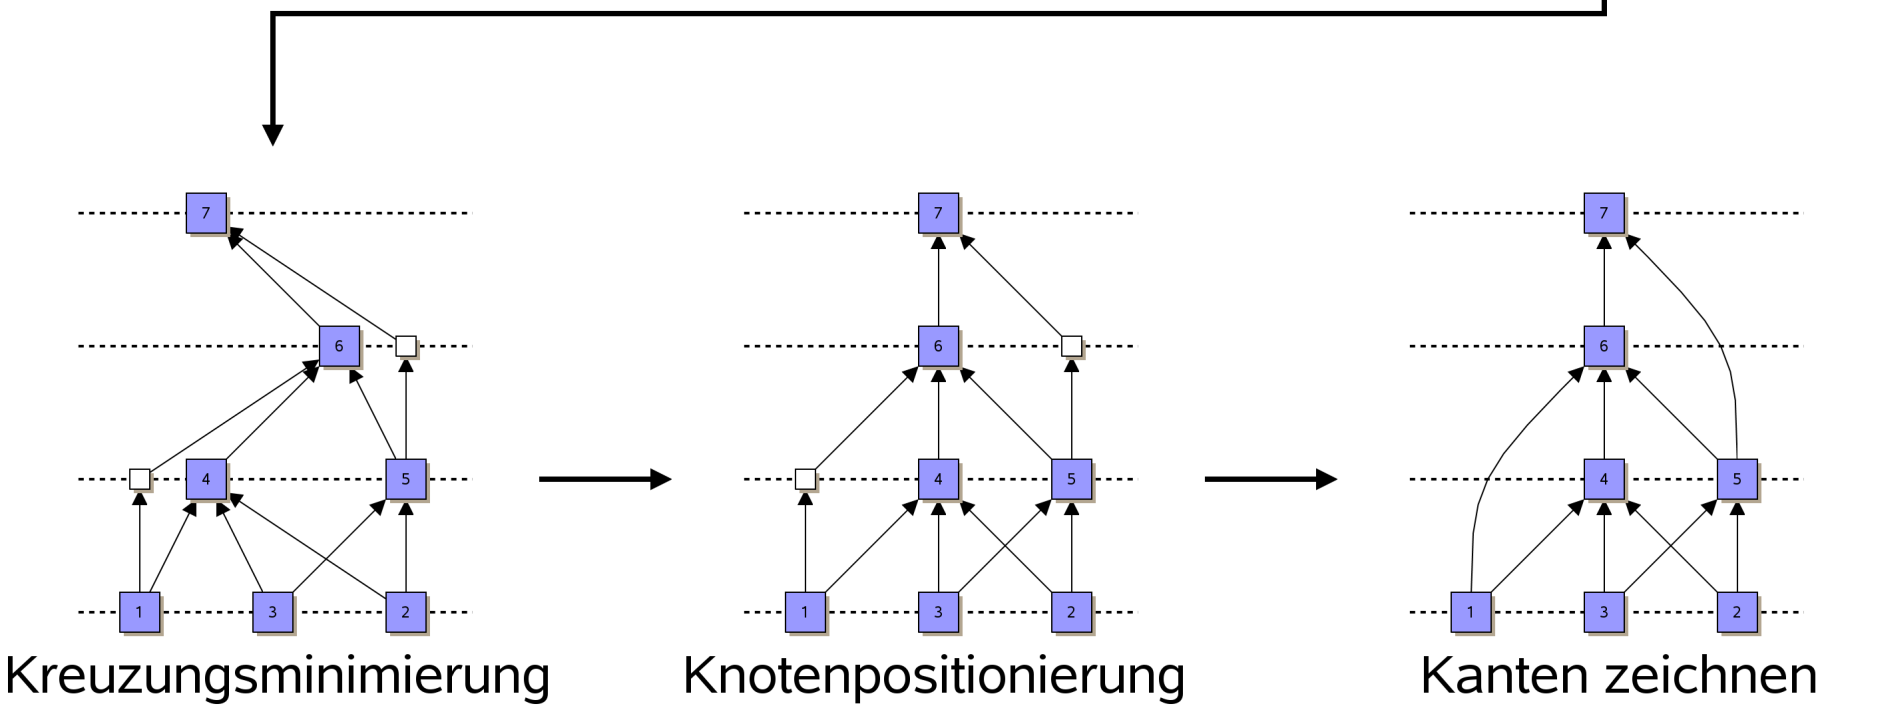 7 7 7
6 6 6
4 5 4 5 4 5
1 3 2 1 3 2 1 3 2
Kreuzungsminimierung Knotenpositionierung Kanten zeichnen